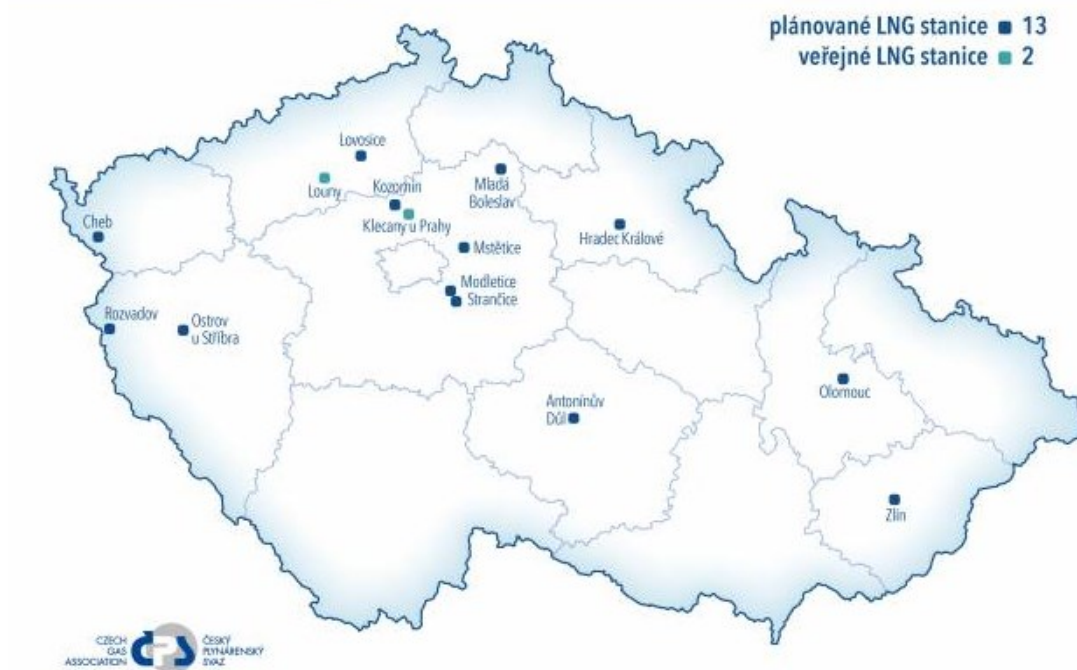 plánované LNG stanice 13
veřejné LNG stanice 2
Lovosice
Louny
Kozomín
Klecany u Prahy
Mladá
Boleslav
Cheb
Hradec Králové
Mstětice
Modletice
Strančice
Rozvadov
Ostrov
u Stříbra
Antonínův
Důl
Olomouc
Zlín
CZECH
GAS
ASSOCIATION
ČPS
ČESKÝ
PLYNÁRENSKÝ
SVAZ